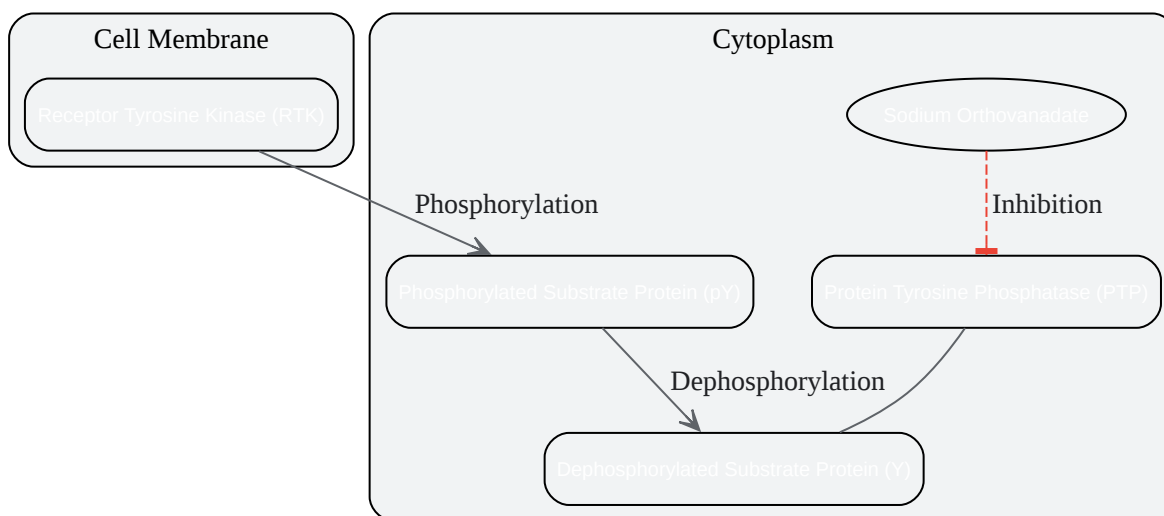 Cell Membrane
Cytoplasm
Receptor Tyrosine Kinase (RTK)
Sodium Orthovanadate
Phosphorylation
Inhibition
Phosphorylated Substrate Protein (pY)
Protein Tyrosine Phosphatase (PTP)
Dephosphorylation
Dephosphorylated Substrate Protein (Y)